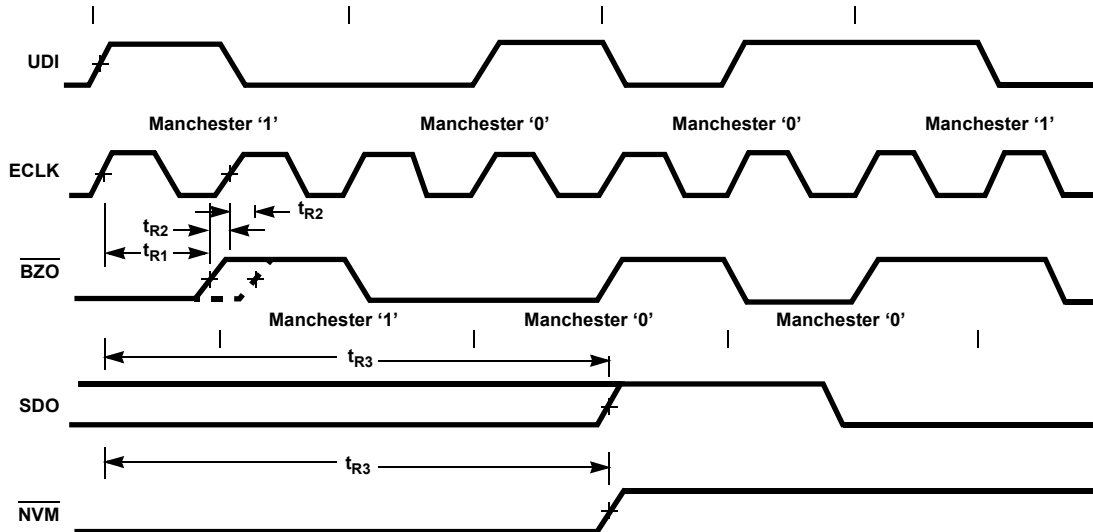 UDI
Manchester ‘1’ Manchester ‘0’ Manchester ‘0’ Manchester ‘1’
ECLK
tR2
tR2
tR1
BZO
Manchester ‘1’ Manchester ‘0’ Manchester ‘0’
tR3
SDO
tR3
NVM